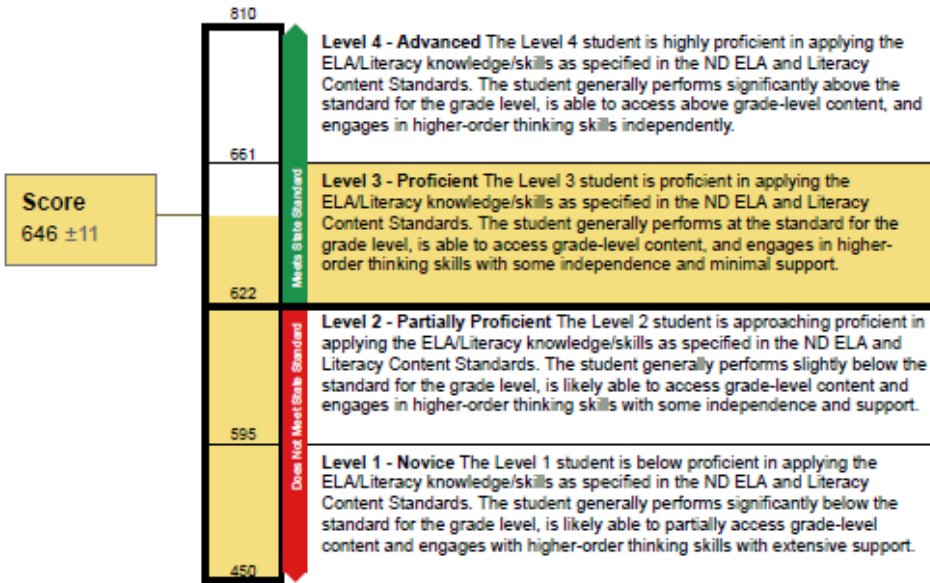 810
Level 4 - Advanced The Level 4 student is highly proficient in applying the
ELA/Literacy knowledge/skills as specified in the ND ELA and Literacy
Content Standards. The student generally performs significantly above the
standard for the grade level, is able to access above grade-level content, and
engages in higher-order thinking skills independently.
661
Score
646 ±11
Meets State Standard
Level 3 - Proficient The Level 3 student is proficient in applying the
ELA/Literacy knowledge/skills as specified in the ND ELA and Literacy
Content Standards. The student generally performs at the standard for the
grade level, is able to access grade-level content, and engages in higher-
order thinking skills with some independence and minimal support.
622
Does Not Meet State Standard
Level 2 - Partially Proficient The Level 2 student is approaching proficient in
applying the ELA/Literacy knowledge/skills as specified in the ND ELA and
Literacy Content Standards. The student generally performs slightly below the
standard for the grade level, is likely able to access grade-level content and
engages in higher-order thinking skills with some independence and support.
595
Level 1 - Novice The Level 1 student is below proficient in applying the
ELA/Literacy knowledge/skills as specified in the ND ELA and Literacy
Content Standards. The student generally performs significantly below the
standard for the grade level, is likely able to partially access grade-level
content and engages with higher-order thinking skills with extensive support.
450